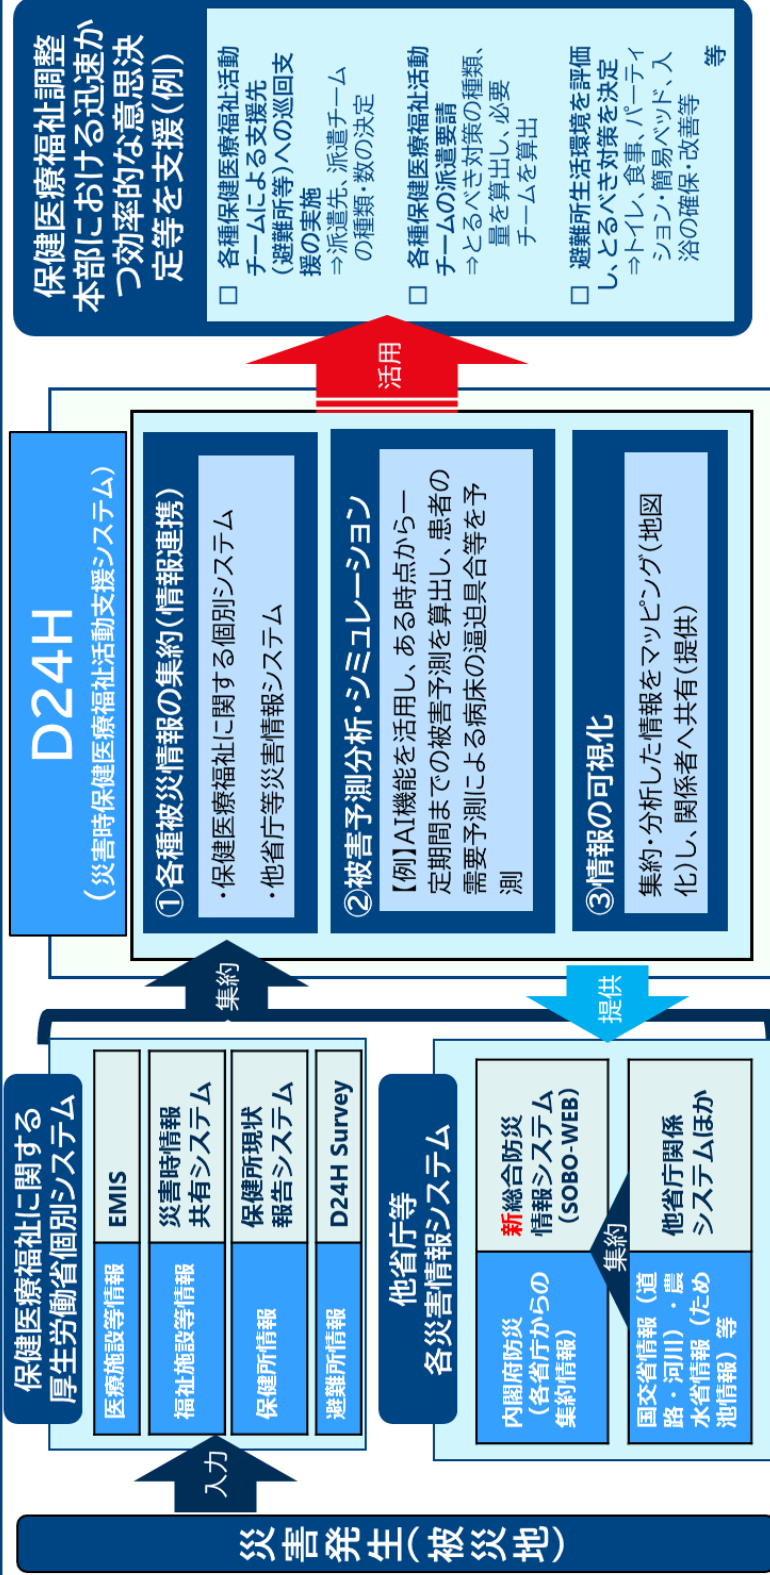 災害発生(被災地)
入力
保健医療福祉に関する
厚生労働省個別システム
医療施設等情報
EMIS
福祉施設等情報
災害時情報
共有システム
保健所情報
保健所現状
報告システム
避難所情報
D24H Survey
他省庁等
各災害情報システム
内閣府防災
(各省庁からの
集約情報)
新総合防災
情報システム
(SOBO-WEB)
集約
国交省情報(道
路・河川)・農
水省情報(ため
池情報)等
他省庁関係
システムほか
集約
提供
D24H
(災害時保健医療福祉活動支援システム)
①各種被災情報の集約(情報連携)
・保健医療福祉に関する個別システム
・他省庁等災害情報システム
②被害予測分析・シミュレーション
【例】AI機能を活用し、ある時点から一
定期間までの被害予測を算出し、患者の
需要予測による病床の逼迫具合等を予
測
③情報の可視化
集約・分析した情報をマッピング(地図
化)し、関係者へ共有(提供)
活用
保健医療福祉調整
本部における迅速か
つ効率的な意思決
定等を支援(例)
□ 各種保健医療福祉活動
チームによる支援先
(避難所等)への巡回支
援の実施
⇒派遣先、派遣チーム
の種類・数の決定
□ 各種保健医療福祉活動
チームの派遣要請
⇒とるべき対策の種類、
量を算出し、必要
チームを算出
□ 避難所生活環境を評価
し、とるべき対策を決定
⇒トイレ、食事、パーティ
ション・簡易ベッド、入
浴の確保・改善等
等